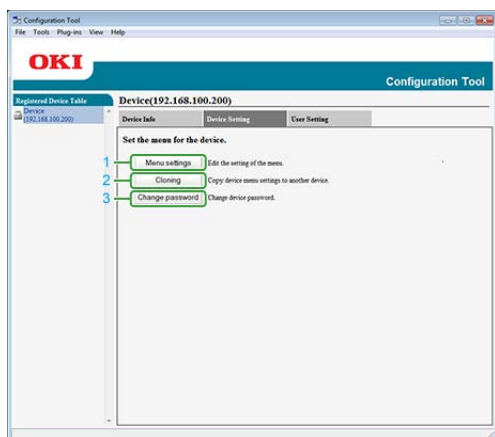 Configuration Tool
File Tools Plug-ins View Help
OKI
Configuration Tool
Registered Device Table
Device
(192.168.100.200)
Device(192.168.100.200)
Device Info Device Setting User Setting
Set the menu for the device.
1 Menu settings Edit the setting of the menu.
2 Cloning Copy device menu settings to another device.
3 Change password Change device password.